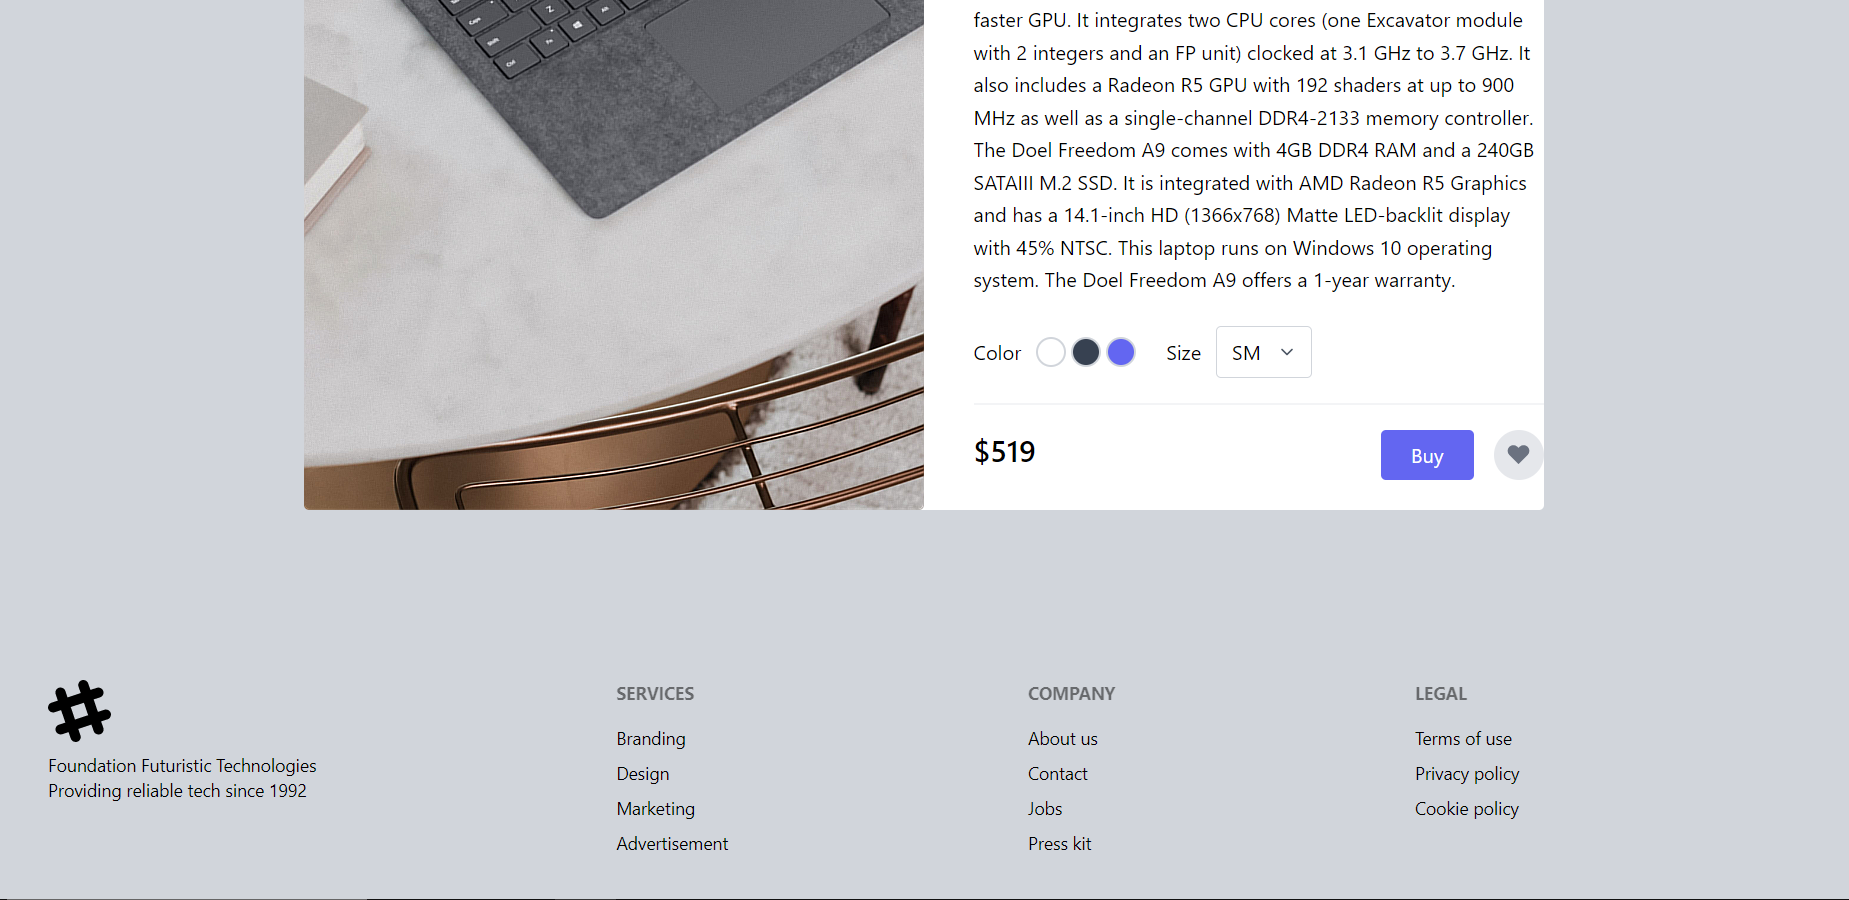 faster GPU. It integrates two CPU cores (one Excavator module
with 2 integers and an FP unit) clocked at 3.1 GHz to 3.7 GHz. It
also includes a Radeon R5 GPU with 192 shaders at up to 900
MHz as well as a single-channel DDR4-2133 memory controller.
The Doel Freedom A9 comes with 4GB DDR4 RAM and a 240GB
SATAIII M.2 SSD. It is integrated with AMD Radeon R5 Graphics
and has a 14.1-inch HD (1366x768) Matte LED-backlit display
with 45% NTSC. This laptop runs on Windows 10 operating
system. The Doel Freedom A9 offers a 1-year warranty.
Color
Size
SM
$519
Buy
Foundation Futuristic Technologies
Providing reliable tech since 1992
SERVICES
Branding
Design
Marketing
Advertisement
COMPANY
About us
Contact
Jobs
Press kit
LEGAL
Terms of use
Privacy policy
Cookie policy